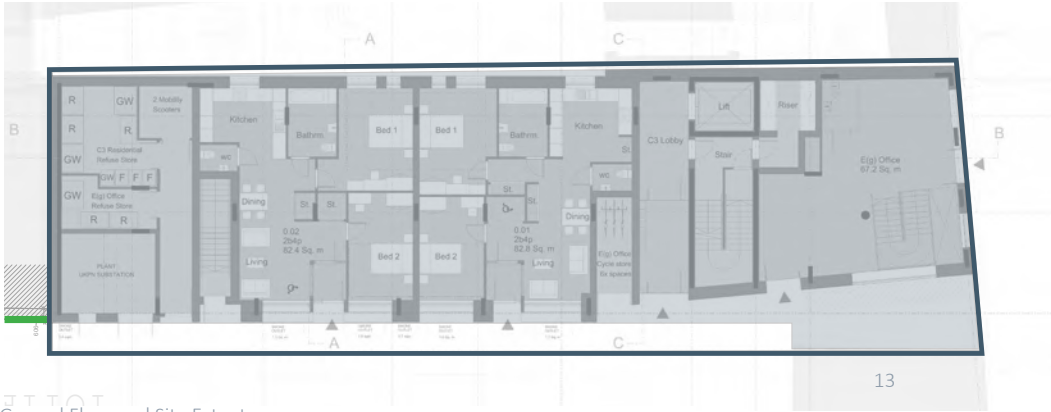 A
C
R
GW
2 Mobility
Scooters
R
R
C3 Residential
Refuse Store
GW
GW F F F
GW
E(g) Office
Refuse Store
R R
PLANT
UKPN SUBSTATION
Kitchen
Bathrm.
WC
Bed 1
Dining
St.
St.
0.02
2b4p
82.4 Sq. m
Living
Bed 2
Bed 1
Bathrm.
Kitchen
St.
WC
St.
St.
Dining
0.01
2b4p
82.8 Sq. m
Bed 2
Living
E(g) Office
Cycle store
6x spaces
C3 Lobby
Lift
Stair
Riser
E(g) Office
67.2 Sq. m
B
B
A
C
13